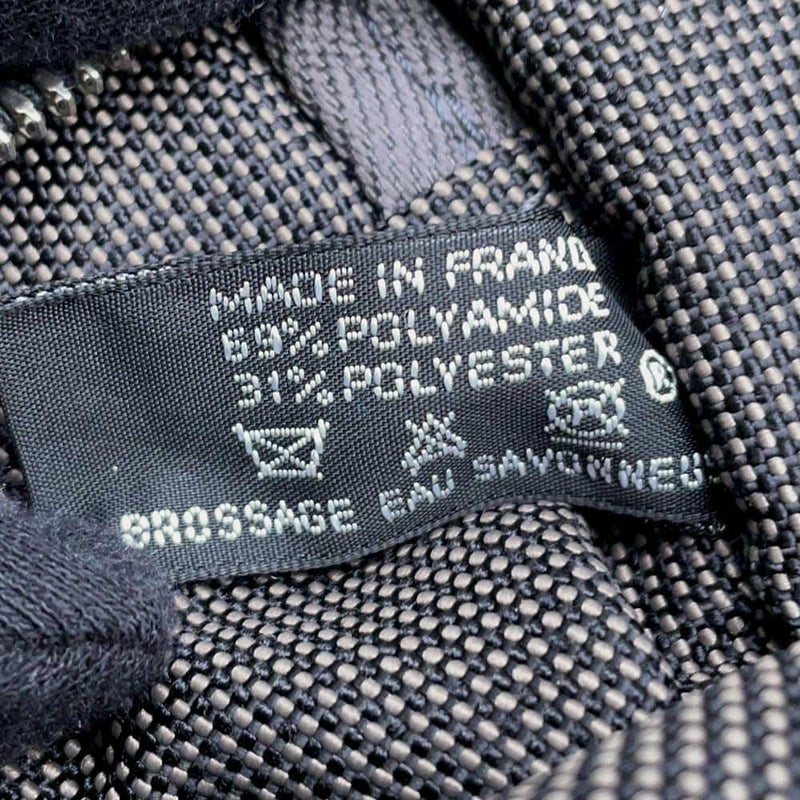 MADE IN FRANC
69% POLYAMIDE
31% POLYESTER
®
BROSSAGE EAU SAVONNEU